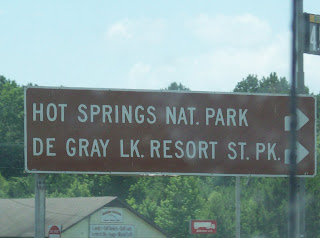 HOT SPRINGS NAT. PARK
DE GRAY LK. RESORT ST. PK.